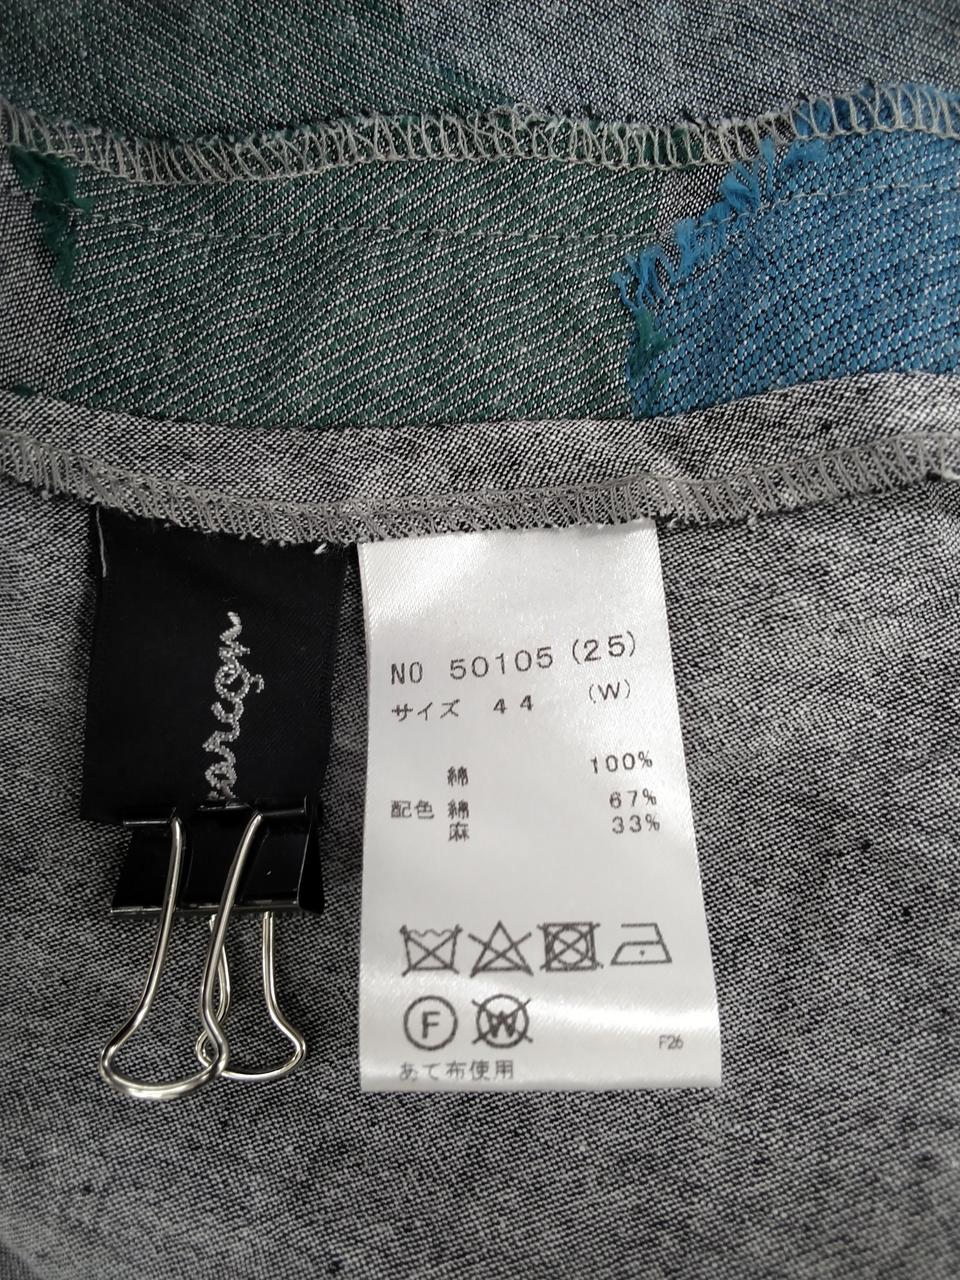 NO 50105 (25)
サイズ 44 (W)
綿 100%
配色 綿 67%
麻 33%
F W
F26
あて布使用